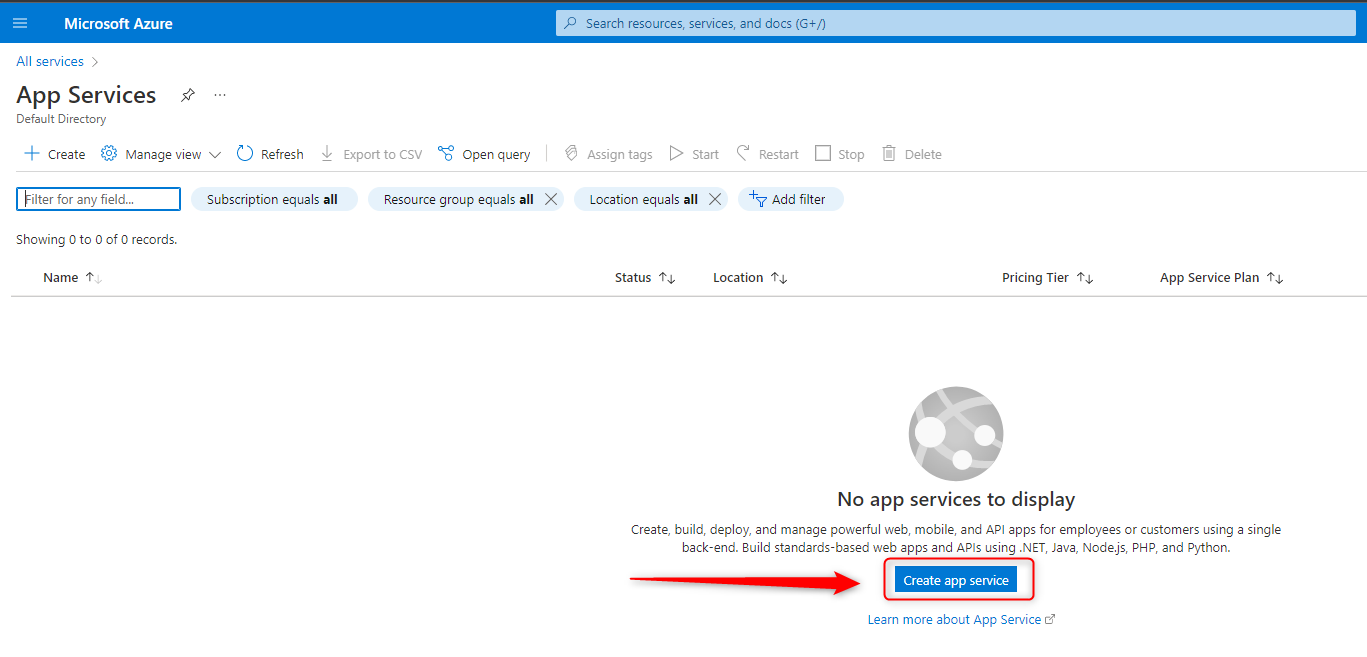 Microsoft Azure
Search resources, services, and docs (G+/)
All services
App Services
Default Directory
Create Manage view Refresh Export to CSV Open query Assign tags Start Restart Stop Delete
Filter for any field... Subscription equals all Resource group equals all Location equals all Add filter
Showing 0 to 0 of 0 records.
Name Status Location Pricing Tier App Service Plan
No app services to display
Create, build, deploy, and manage powerful web, mobile, and API apps for employees or customers using a single
back-end. Build standards-based web apps and APIs using .NET, Java, Node.js, PHP, and Python.
Create app service
Learn more about App Service